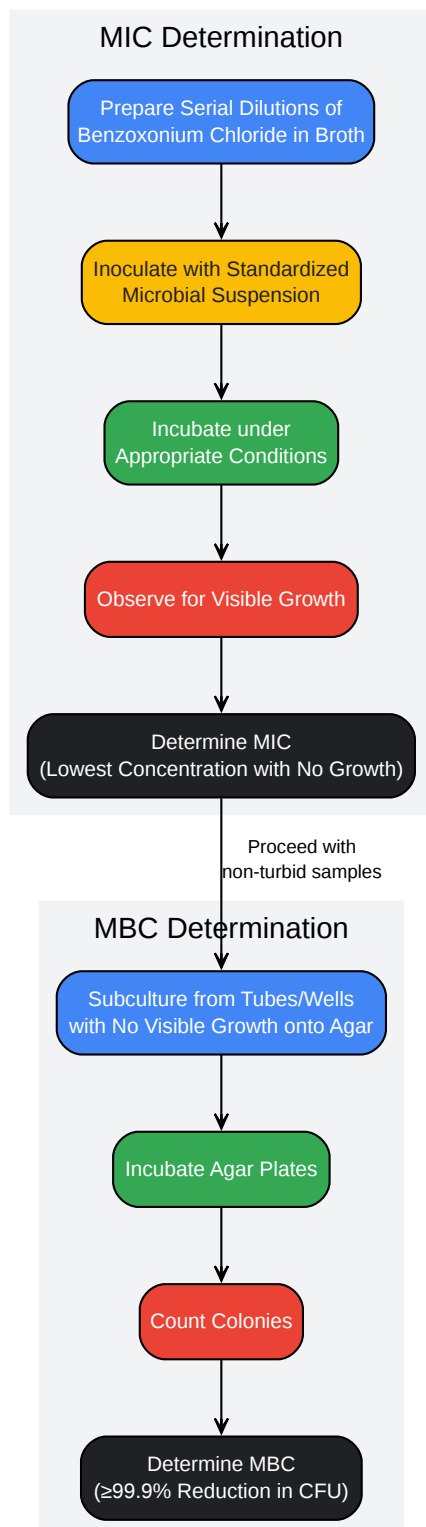 MIC Determination
Prepare Serial Dilutions of
Benzoxonium Chloride in Broth
Inoculate with Standardized
Microbial Suspension
Incubate under
Appropriate Conditions
Observe for Visible Growth
Determine MIC
(Lowest Concentration with No Growth)
Proceed with
non-turbid samples
MBC Determination
Subculture from Tubes/Wells
with No Visible Growth onto Agar
Incubate Agar Plates
Count Colonies
Determine MBC
(≥99.9% Reduction in CFU)